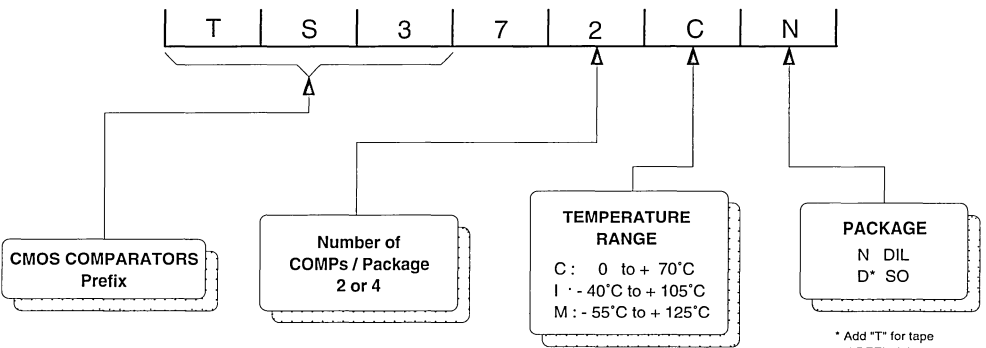 T S 3 7 2 C N
CMOS COMPARATORS
Prefix
Number of
COMPs / Package
2 or 4
TEMPERATURE
RANGE
C : 0 to + 70°C
I : - 40°C to + 105°C
M : - 55°C to + 125°C
PACKAGE
N DIL
D* SO
* Add "T" for tape